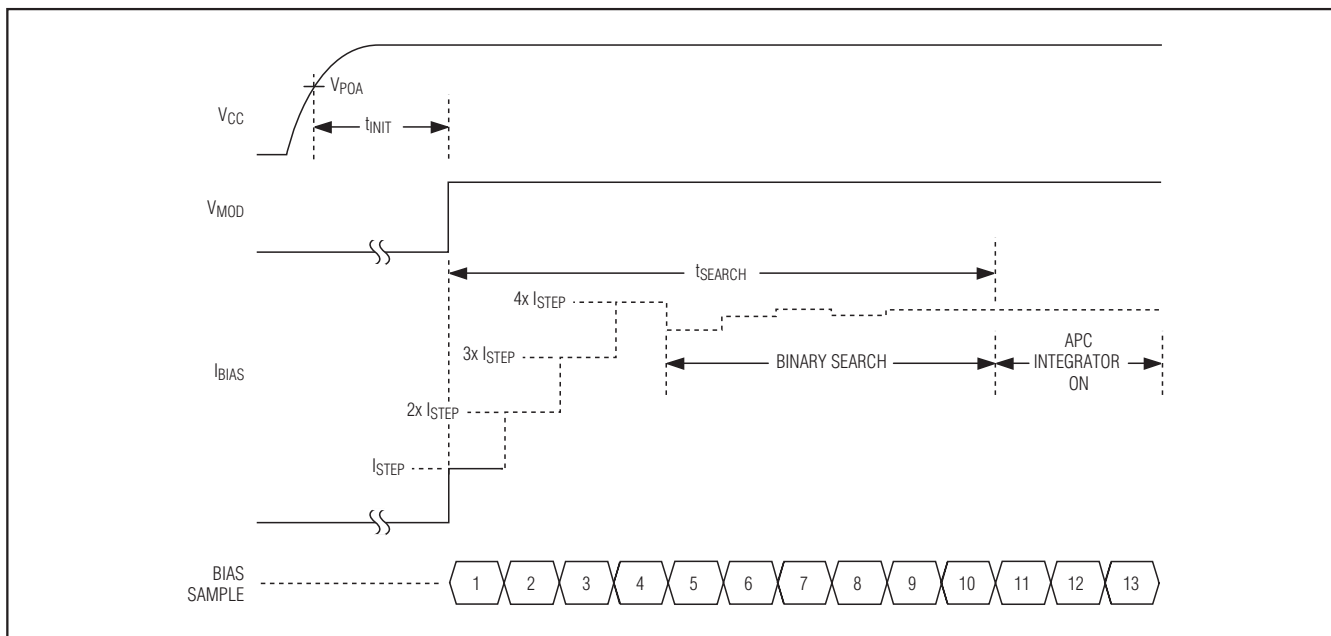 VPOA
VCC
tINIT
VMOD
tSEARCH
4x ISTEP
3x ISTEP
2x ISTEP
ISTEP
IBIAS
BINARY SEARCH
APC
INTEGRATOR
ON
BIAS
SAMPLE
1 2 3 4 5 6 7 8 9 10 11 12 13